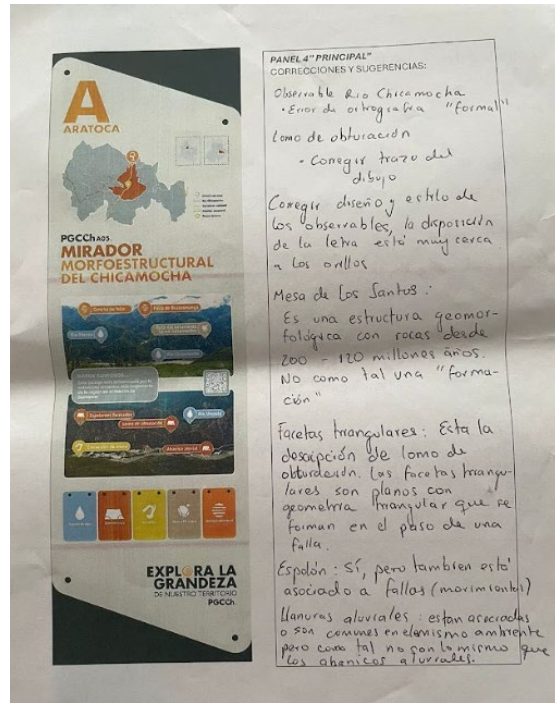 A
ARATOCA
PGCCh A05
MIRADOR
MORFOESTRUCTURAL
DEL CHICAMOCHA
EXPLORA LA
GRANDEZA
DE NUESTRO TERRITORIO
PGCCh.
PANEL 4 "PRINCIPAL"
CORRECCIONES Y SUGERENCIAS:
Observable Rio Chicamocha
• Error de ortografia "formal"
Lomo de obturación
• Corregir trazo del
dibujo
Corregir diseño y estilo de
los observables, la disposición
de la letra está muy cerca
a los orillos
Mesa de Los Santos:
Es una estructura geomor-
fológica con rocas desde
200 - 120 millones años.
No como tal una "forma-
ción"
Facetas triangulares: Esta la
descripción de lomo de
obturación. Las facetas triangu-
lares son planos con
geometria triangular que se
forman en el paso de una
falla.
Espolón: Sí, pero tambien está
asociado a fallas (movimientos)
Llanuras aluviales: estan asociadas
o son comunes en el mismo ambiente
pero como tal no son lo mismo que
los abanicos aluviales.